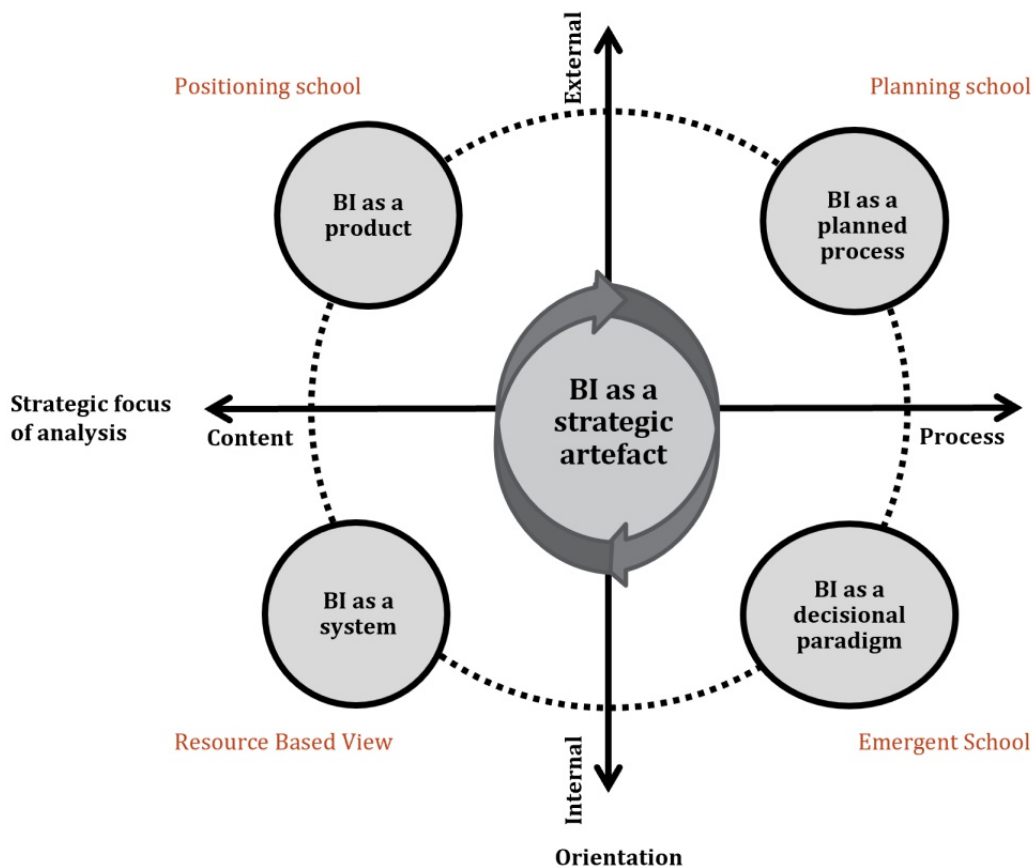 External
Positioning school
Planning school
BI as a
product
BI as a
planned
process
BI as a
strategic
artefact
Strategic focus
of analysis
Content
Process
BI as a
system
BI as a
decisional
paradigm
Resource Based View
Emergent School
Internal
Orientation